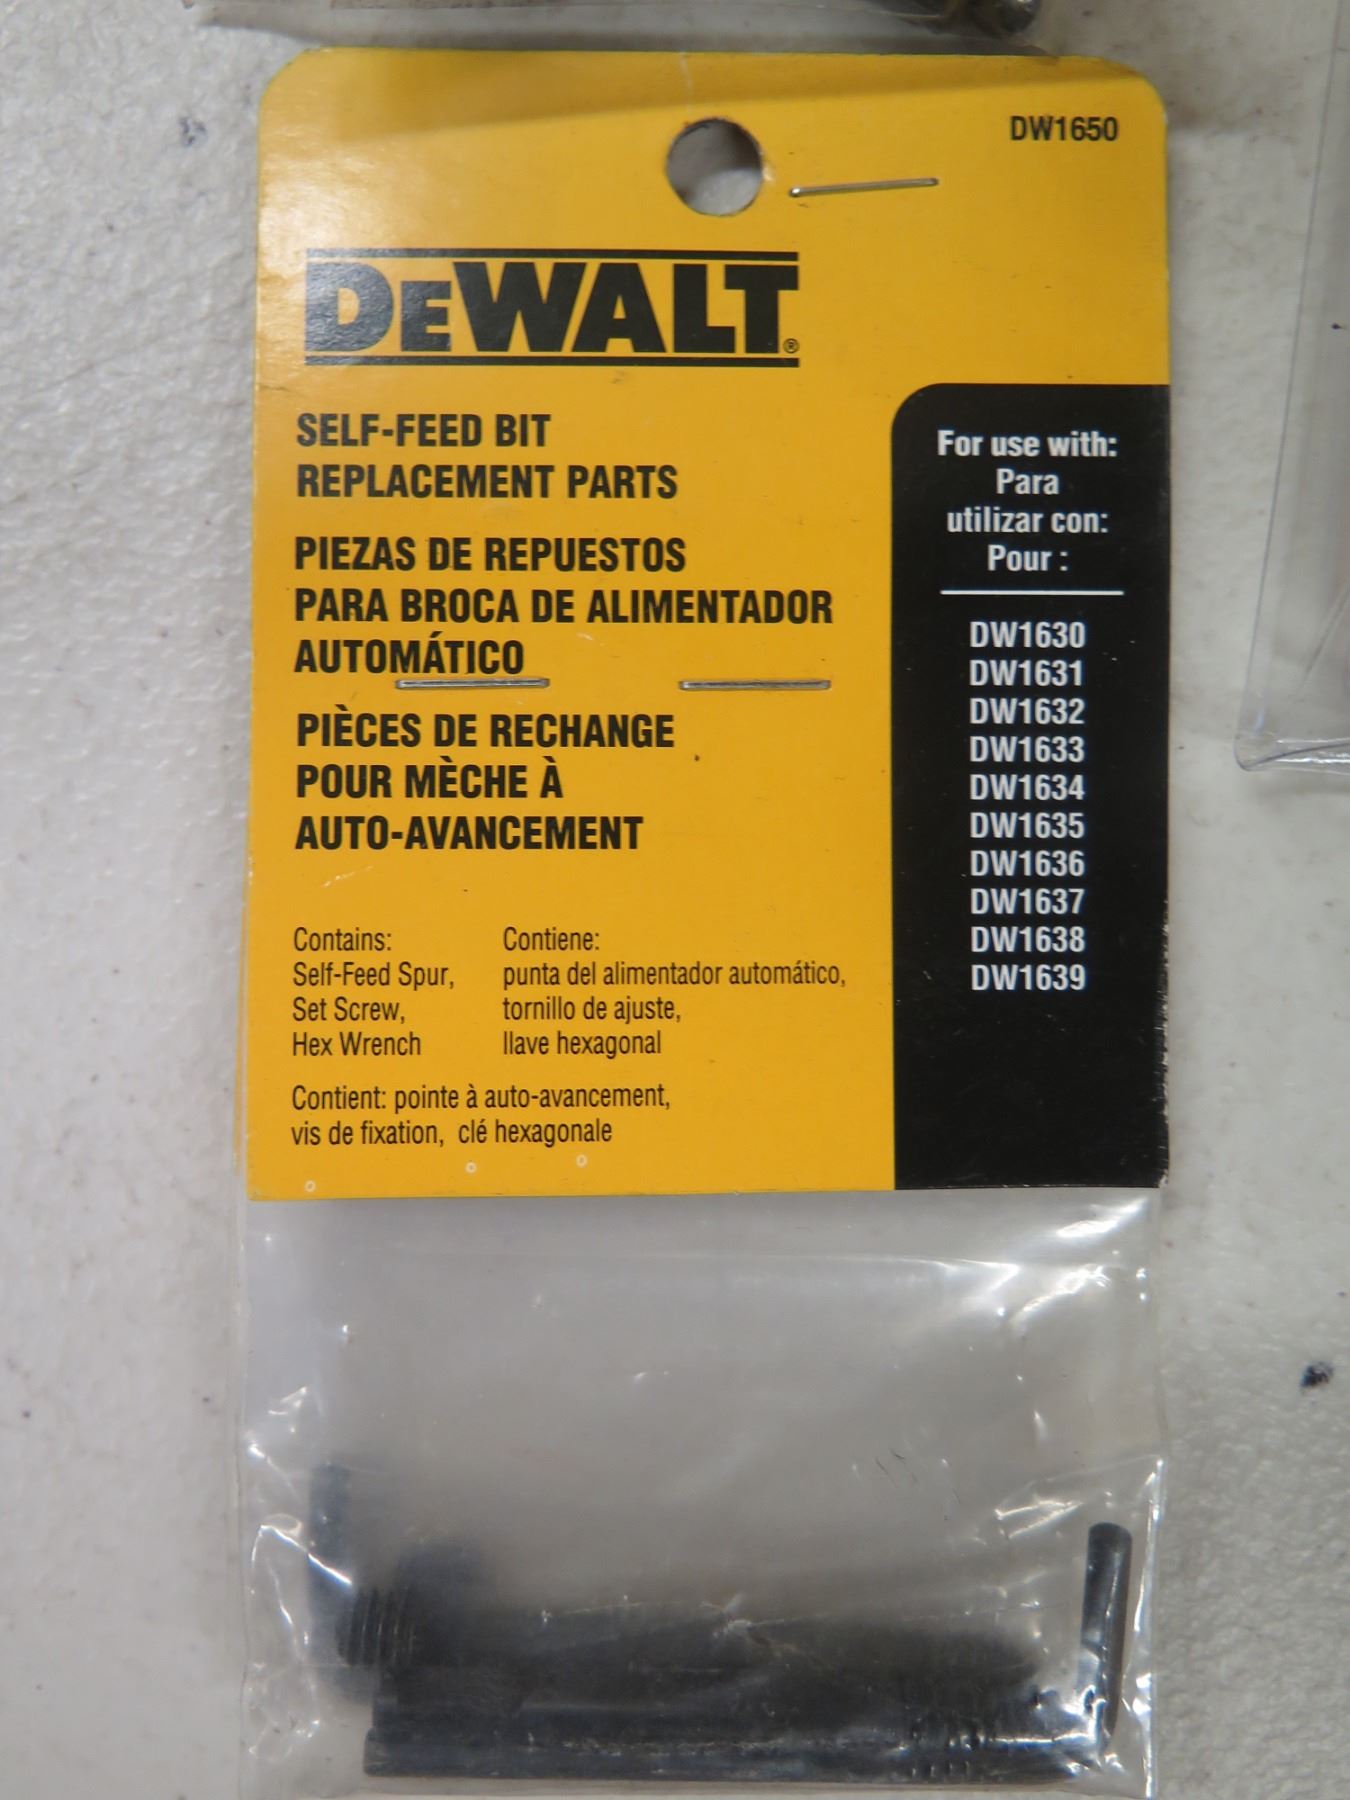 DW1650
DEWALT®
SELF-FEED BIT
REPLACEMENT PARTS
PIEZAS DE REPUESTOS
PARA BROCA DE ALIMENTADOR
AUTOMÁTICO
PIÈCES DE RECHANGE
POUR MÈCHE À
AUTO-AVANCEMENT
Contains:
Self-Feed Spur,
Set Screw,
Hex Wrench
Contiene:
punta del alimentador automático,
tornillo de ajuste,
llave hexagonal
Contient: pointe à auto-avancement,
vis de fixation, clé hexagonale
For use with:
Para
utilizar con:
Pour :
DW1630
DW1631
DW1632
DW1633
DW1634
DW1635
DW1636
DW1637
DW1638
DW1639